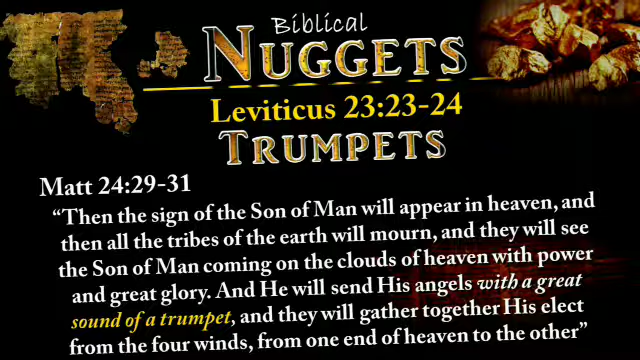 Biblical
NUGGETS
Leviticus 23:23-24
TRUMPETS
Matt 24:29-31
“Then the sign of the Son of Man will appear in heaven, and
then all the tribes of the earth will mourn, and they will see
the Son of Man coming on the clouds of heaven with power
and great glory. And He will send His angels with a great
sound of a trumpet, and they will gather together His elect
from the four winds, from one end of heaven to the other”